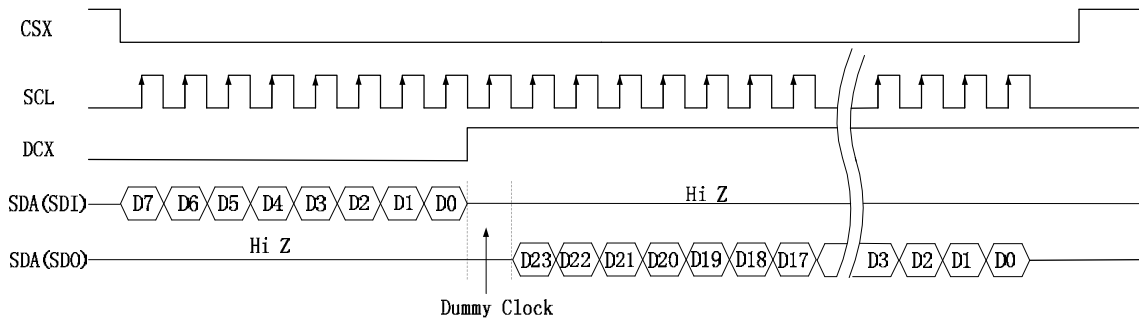 CSX
SCL
DCX
SDA(SDI) D7 D6 D5 D4 D3 D2 D1 D0 Hi Z
SDA(SDO) Hi Z D23 D22 D21 D20 D19 D18 D17 D3 D2 D1 D0
Dummy Clock